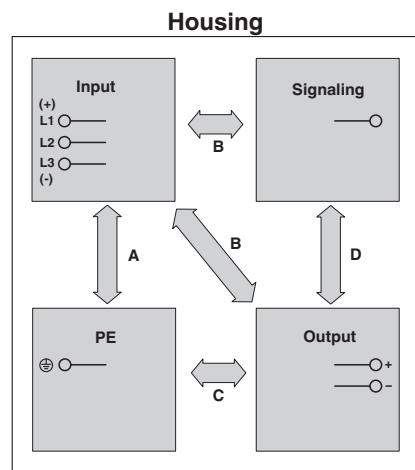 Housing
Input
(+)
L1
L2
L3
(-)
Signaling
B
A
B
D
PE
Output
+
–
C